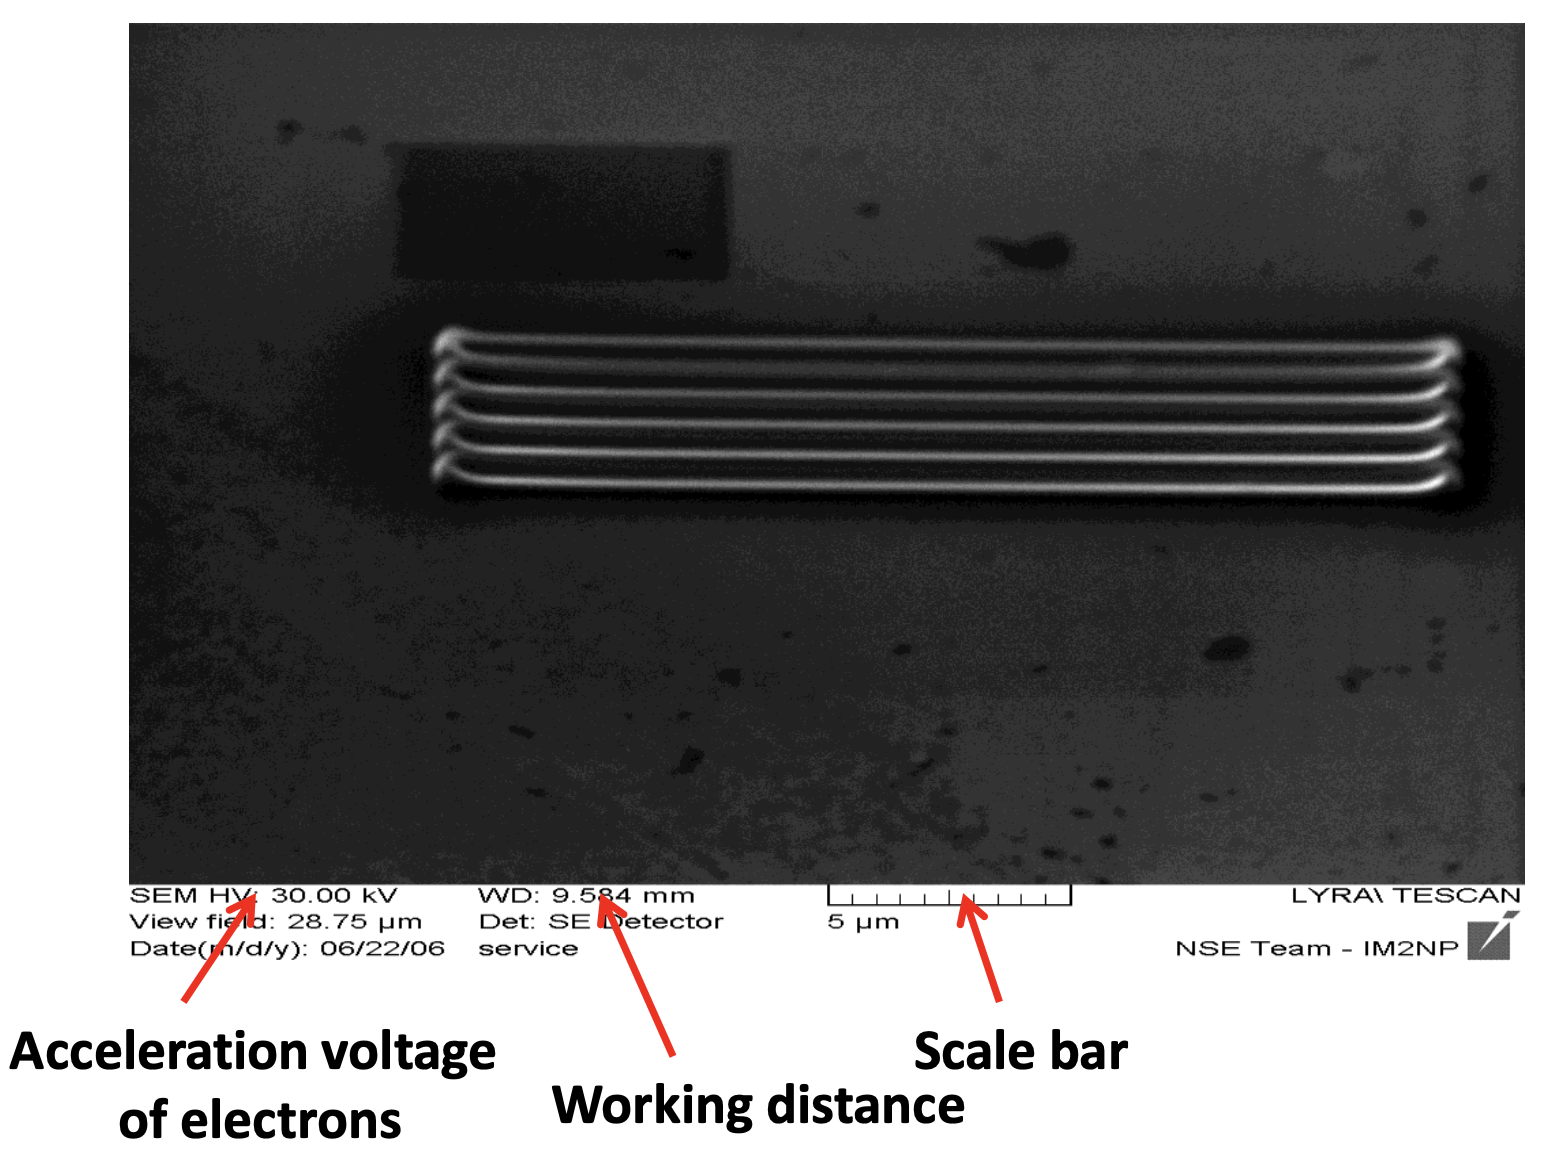 SEM HV: 30.00 kV
WD: 9.584 mm
LYRA\ TESCAN
View field: 28.75 µm
Det: SE Detector
5 µm
Date(m/d/y): 06/22/06
service
NSE Team - IM2NP
Acceleration voltage
of electrons
Working distance
Scale bar